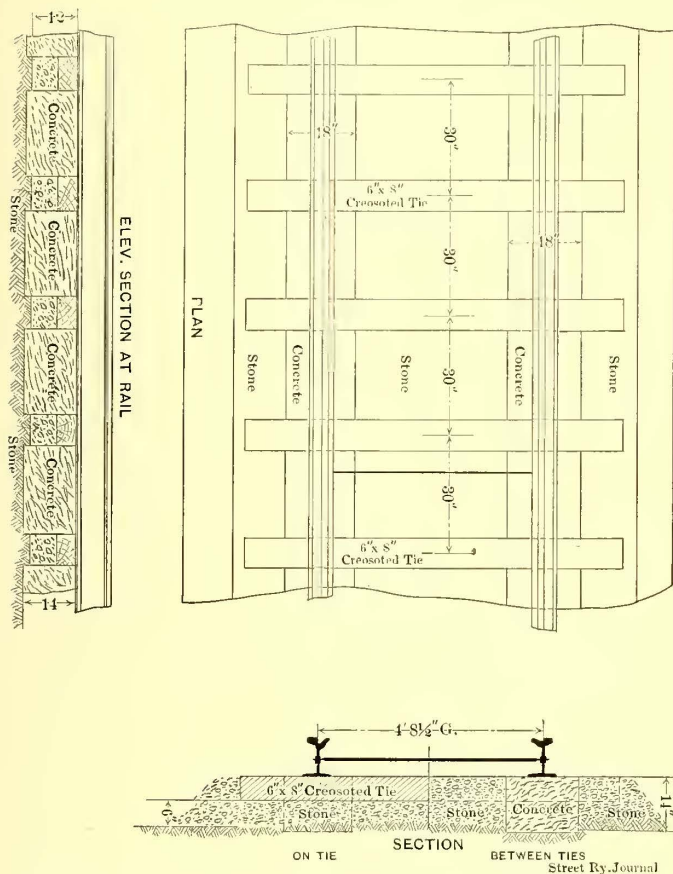 12
Concrete
Concrete
Concrete
Concrete
Stone
Stone
14
ELEV. SECTION AT RAIL
PLAN
18"
30"
6"x 8"
Creosoted Tie
30"
18"
30"
Stone
Concrete
Stone
Concrete
Stone
30"
6"x 8"
Creosoted Tie
4' 8½" G.
6"x 8" Creosoted Tie
6"
Stone
Stone
Concrete
Stone
14"
SECTION
ON TIE
BETWEEN TIES
Street Ry. Journal